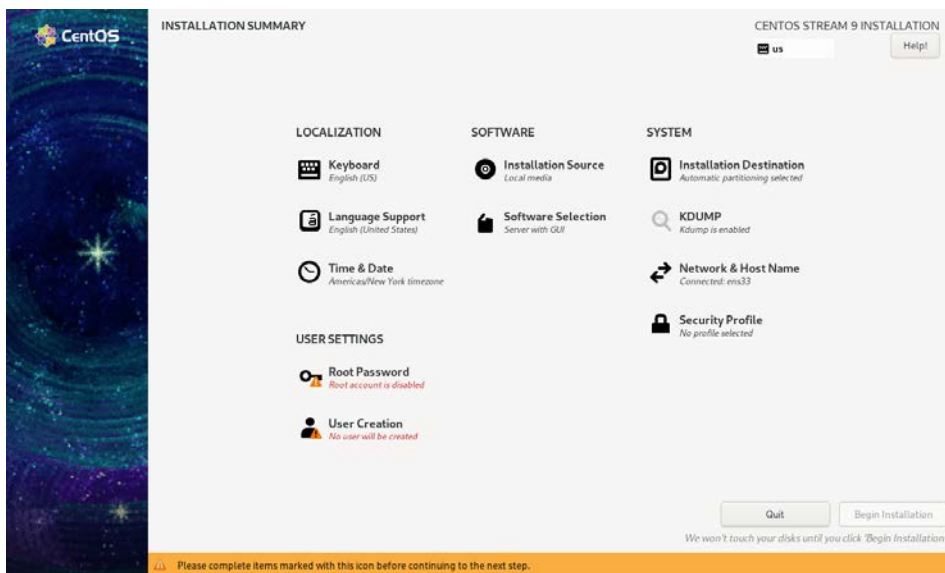 CentOS
INSTALLATION SUMMARY
CENTOS STREAM 9 INSTALLATION
us
Help!
LOCALIZATION
Keyboard
English (US)
Language Support
English (United States)
Time & Date
Americas/New York timezone
USER SETTINGS
Root Password
Root account is disabled
User Creation
No user will be created
SOFTWARE
Installation Source
Local media
Software Selection
Server with GUI
SYSTEM
Installation Destination
Automatic partitioning selected
KDUMP
Kdump is enabled
Network & Host Name
Connected: ens33
Security Profile
No profile selected
Quit
Begin Installation
We won't touch your disks until you click 'Begin Installation
Please complete items marked with this icon before continuing to the next step.